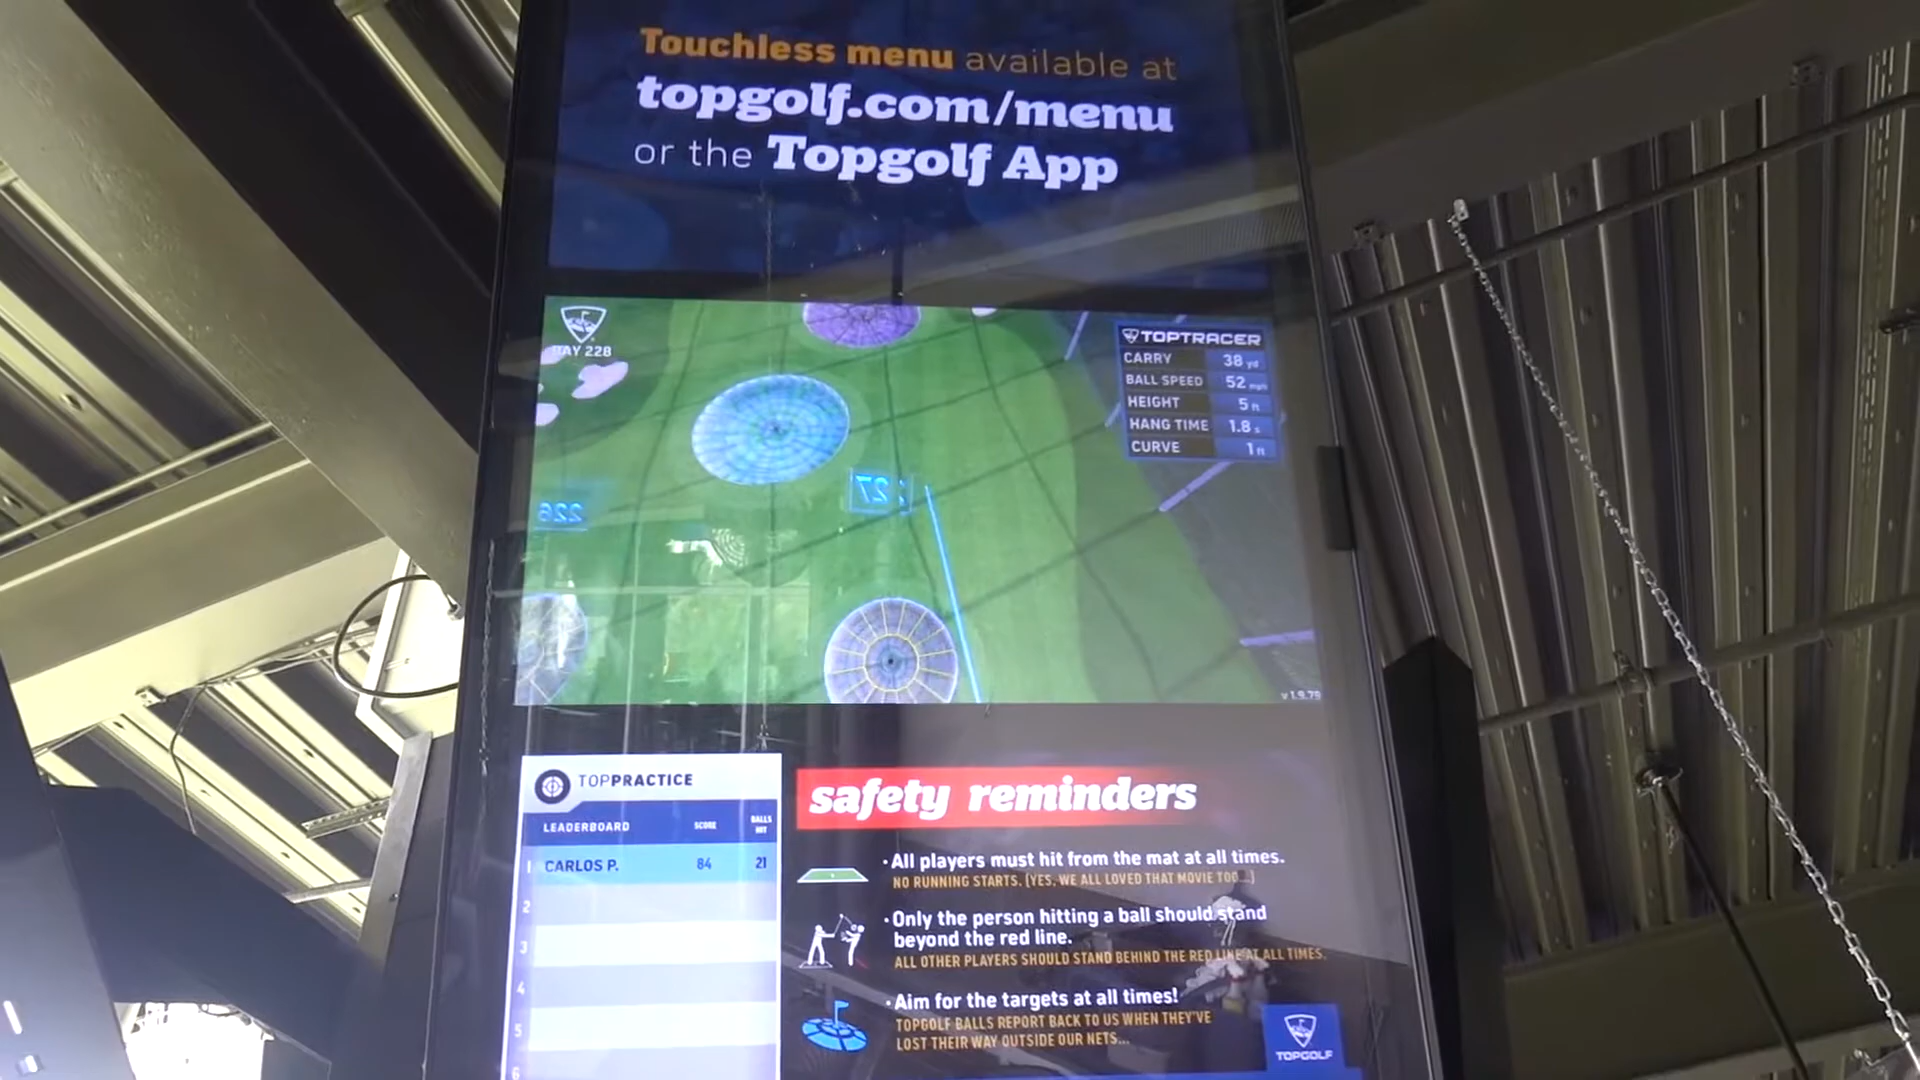 Touchless menu available at
topgolf.com/menu
or the Topgolf App
BAY 228
TOPTRACER
CARRY 38 yd
BALL SPEED 52 mph
HEIGHT 5 ft
HANG TIME 1.8 s
CURVE 1 ft
v 1.9.79
TOPPRACTICE
LEADERBOARD SCORE BALLS HIT
1 CARLOS P. 84 21
2
3
4
5
6
safety reminders
· All players must hit from the mat at all times.
NO RUNNING STARTS. (YES, WE ALL LOVED THAT MOVIE TOO...)
· Only the person hitting a ball should stand
beyond the red line.
ALL OTHER PLAYERS SHOULD STAND BEHIND THE RED LINE AT ALL TIMES.
· Aim for the targets at all times!
TOPGOLF BALLS REPORT BACK TO US WHEN THEY'VE
LOST THEIR WAY OUTSIDE OUR NETS...
TOPGOLF